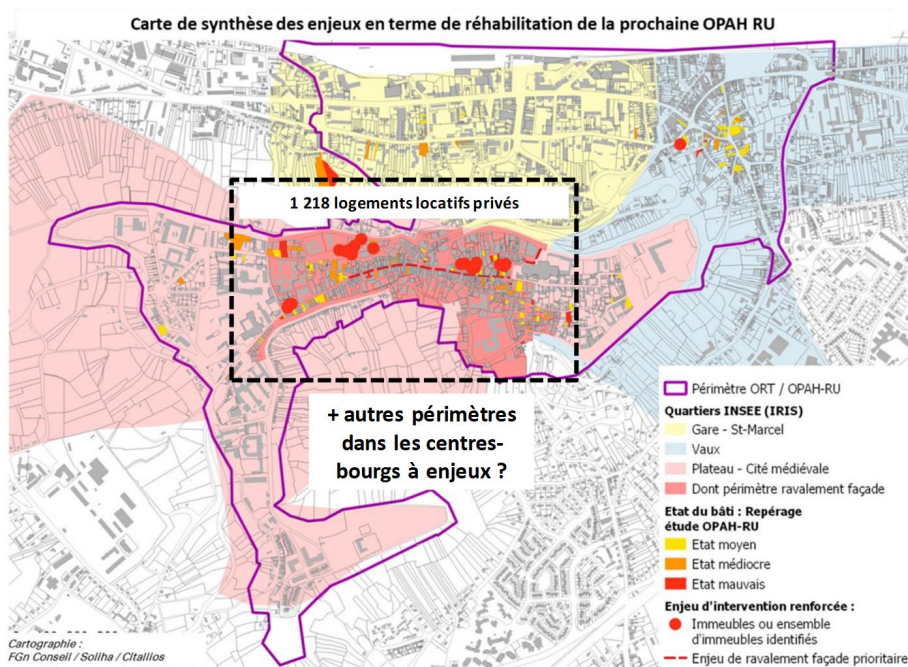 Carte de synthèse des enjeux en terme de réhabilitation de la prochaine OPAH RU
1 218 logements locatifs privés
+ autres périmètres
dans les centres-
bourgs à enjeux ?
Périmètre ORT / OPAH-RU
Quartiers INSEE (IRIS)
Gare - St-Marcel
Vaux
Plateau - Cité médiévale
Dont périmètre ravalement façade
Etat du bâti : Repérage
étude OPAH-RU
Etat moyen
Etat médiocre
Etat mauvais
Enjeu d'intervention renforcée :
Immeubles ou ensemble
d'immeubles identifiés
Enjeu de ravalement façade prioritaire
Cartographie :
FGn Conseil / Soliha / Citallios